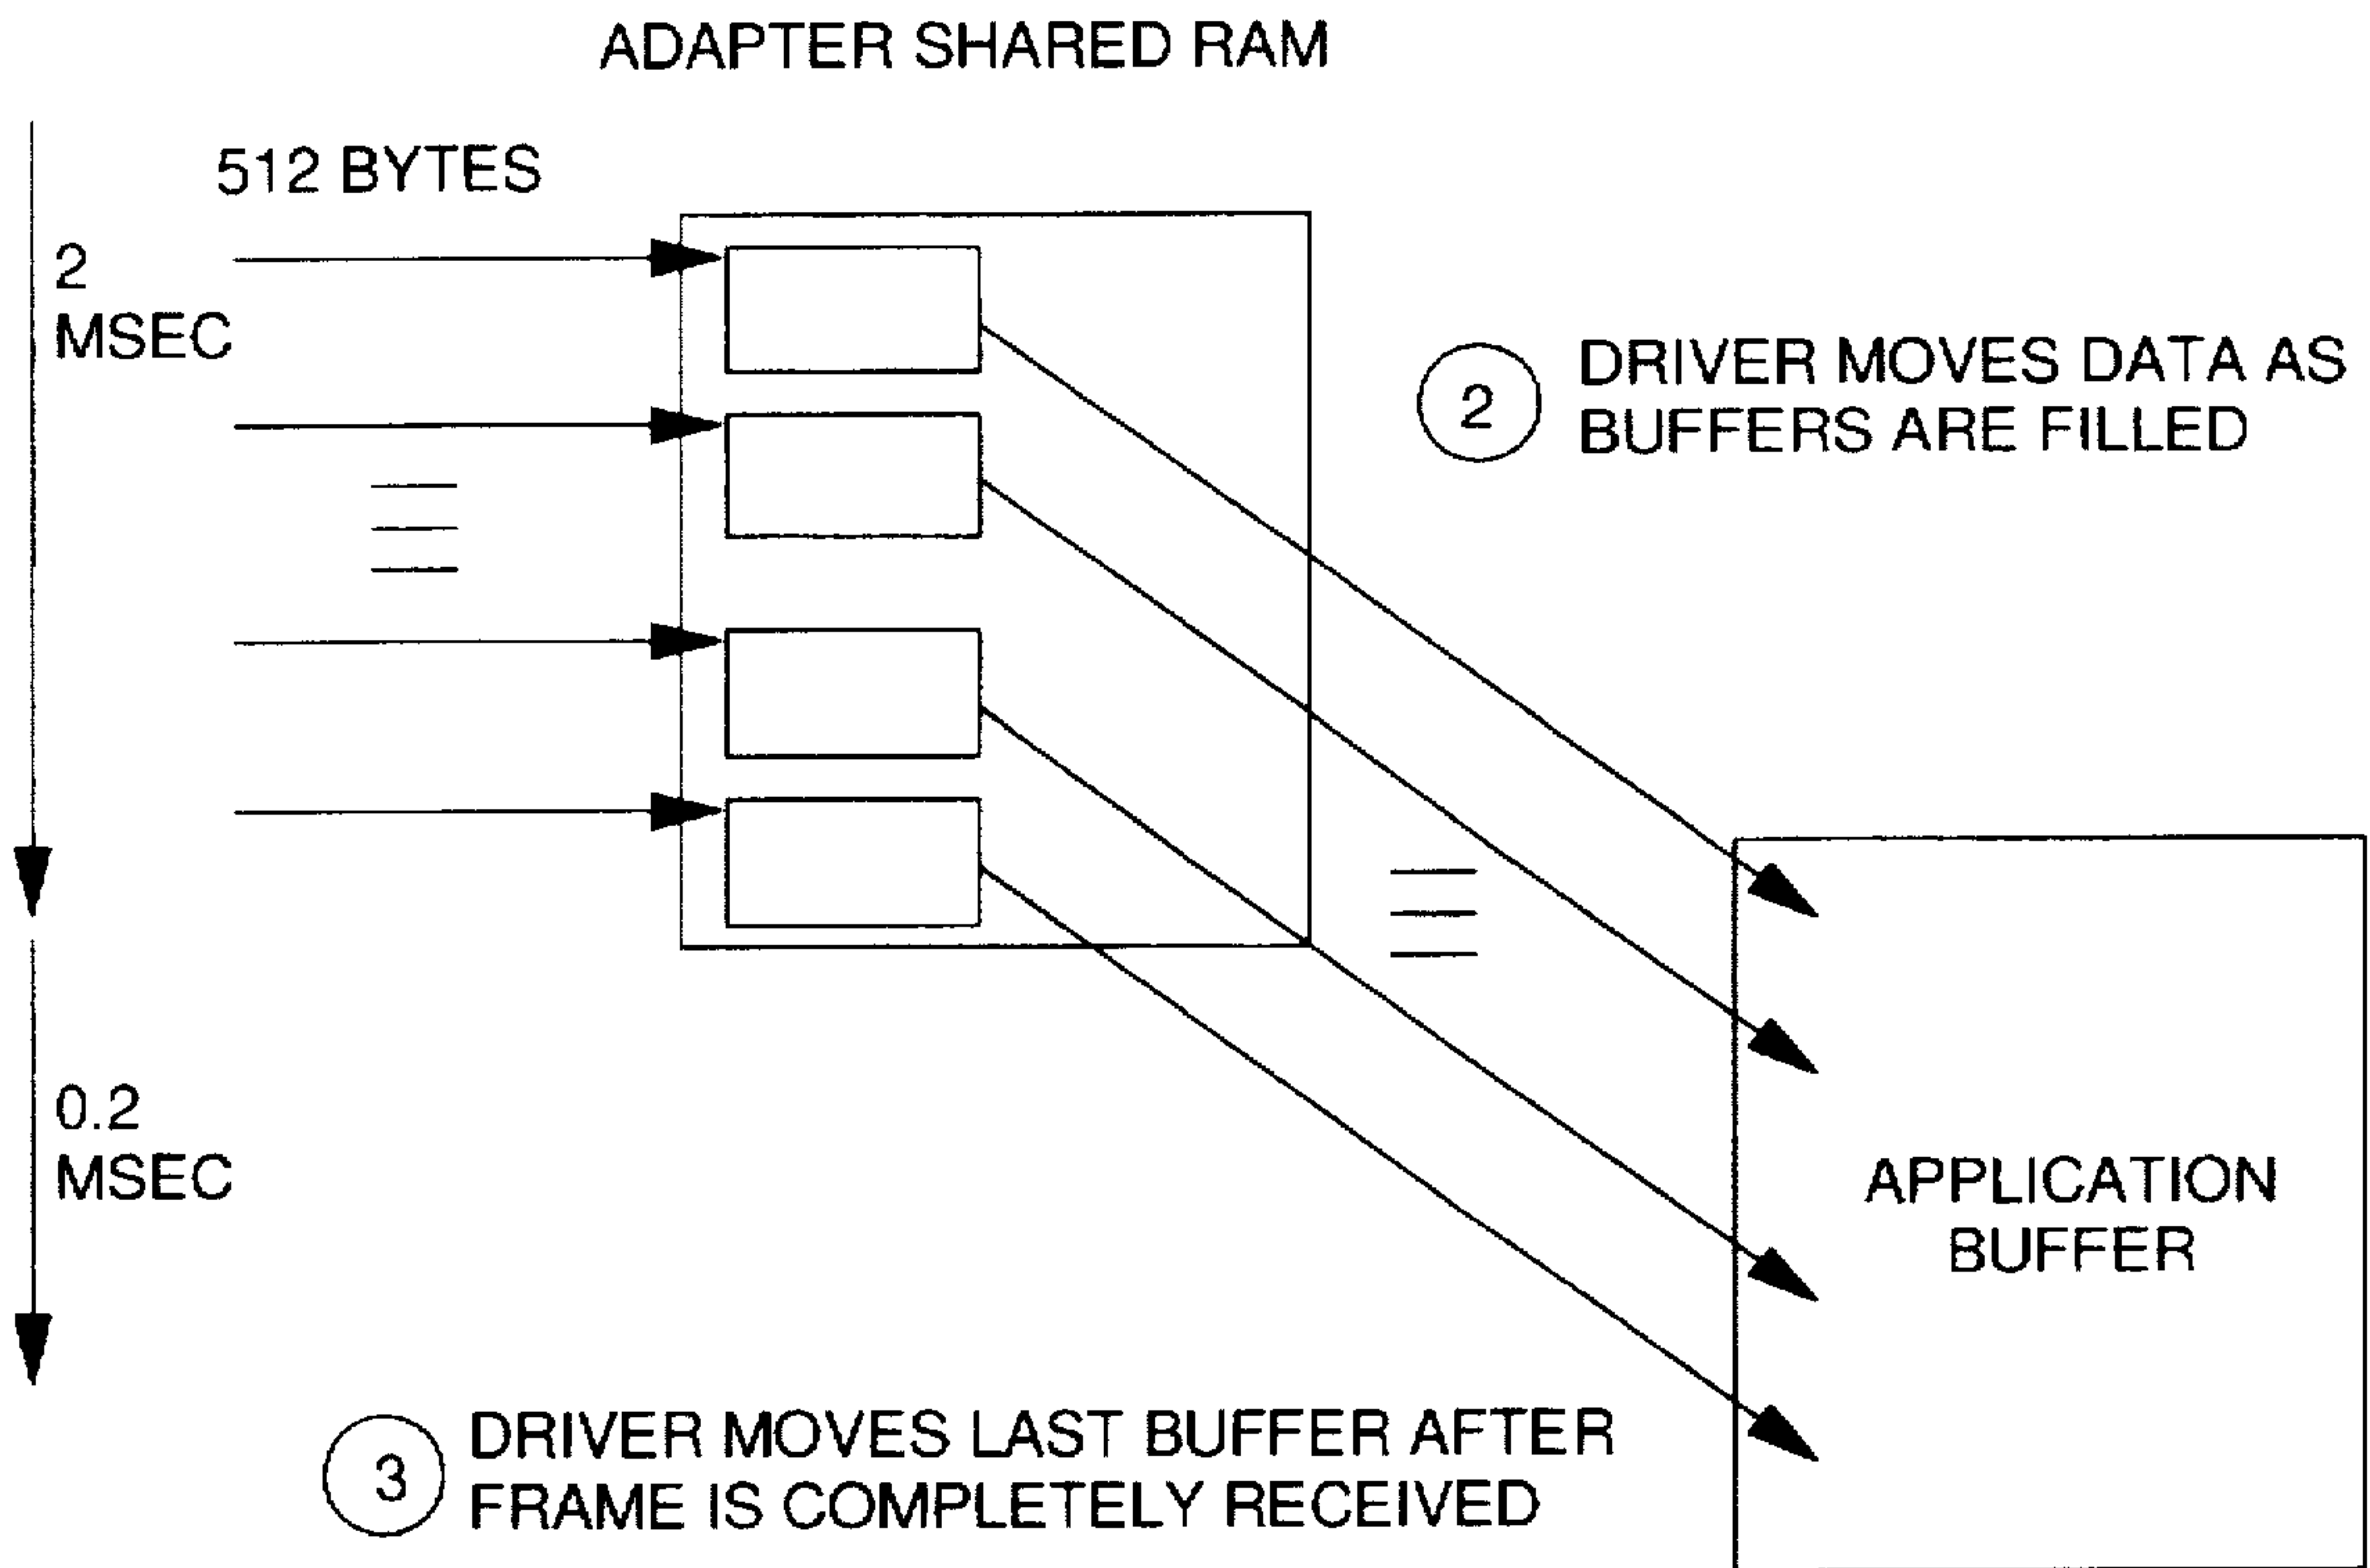 ADAPTER SHARED RAM
512 BYTES
2
MSEC
2
DRIVER MOVES DATA AS
BUFFERS ARE FILLED
0.2
MSEC
APPLICATION
BUFFER
3
DRIVER MOVES LAST BUFFER AFTER
FRAME IS COMPLETELY RECEIVED